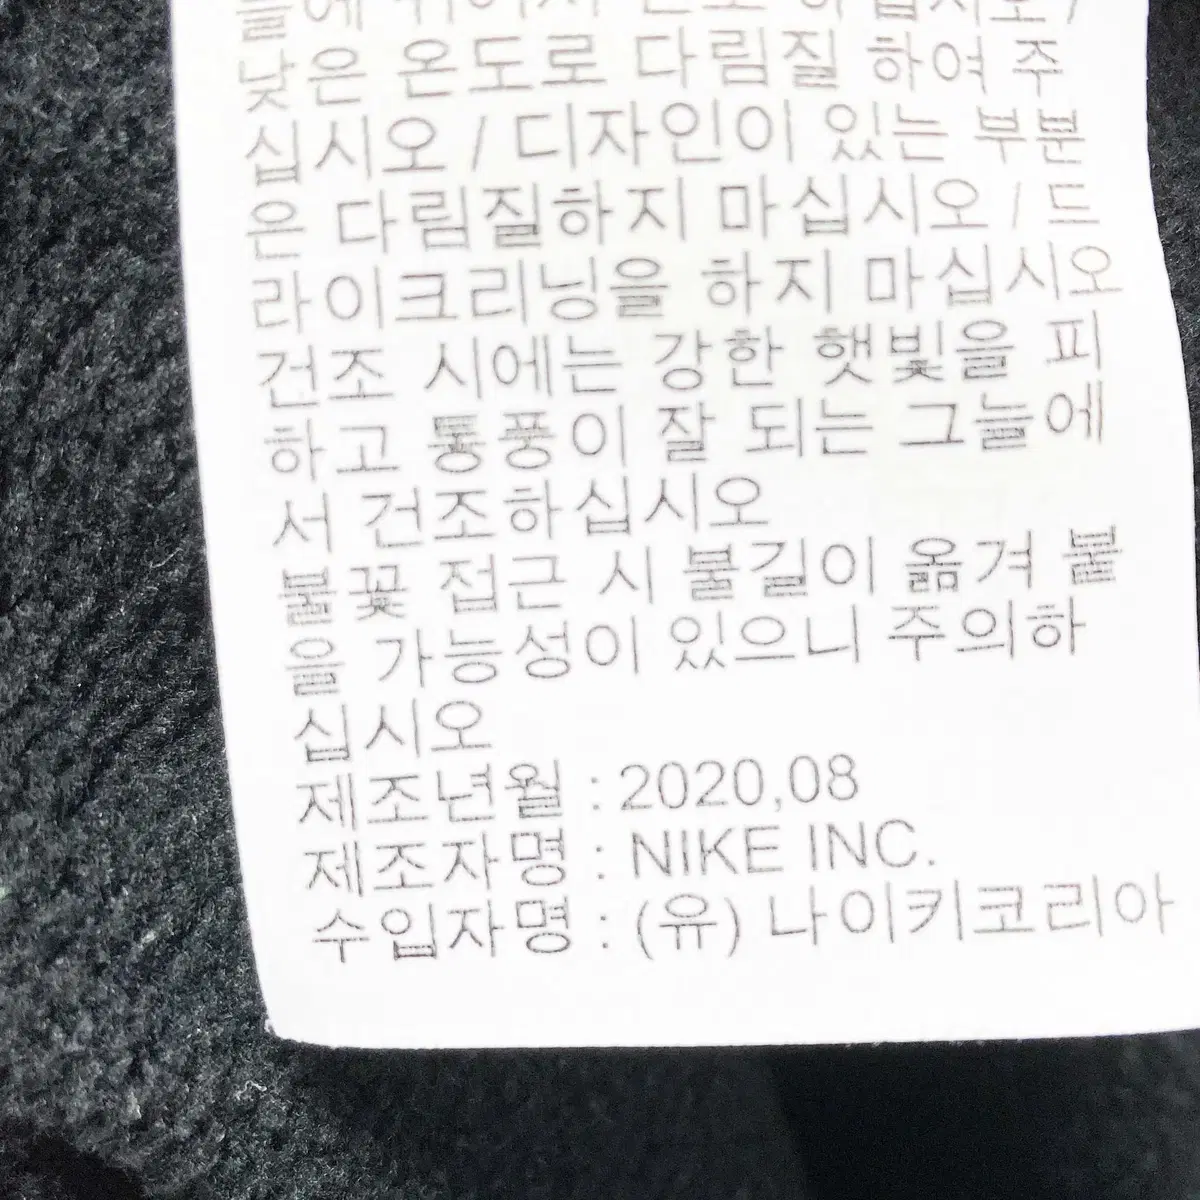 낮은 온도로 다림질 하여 주
십시오 / 디자인이 있는 부분
은 다림질하지 마십시오 / 드
라이크리닝을 하지 마십시오
건조 시에는 강한 햇빛을 피
하고 통풍이 잘 되는 그늘에
서 건조하십시오
불꽃 접근 시 불길이 옮겨 붙
을 가능성이 있으니 주의하
십시오
제조년월 : 2020,08
제조자명 : NIKE INC.
수입자명 : (유) 나이키코리아